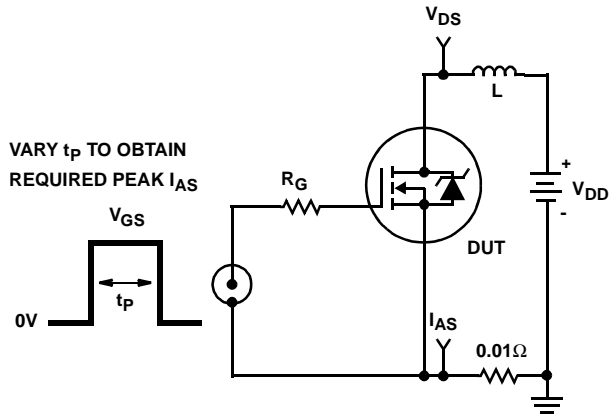 V_DS
L
VARY t_P TO OBTAIN
REQUIRED PEAK I_AS
R_G
+
V_DD
-
V_GS
DUT
t_P
0V
I_AS
0.01Ω